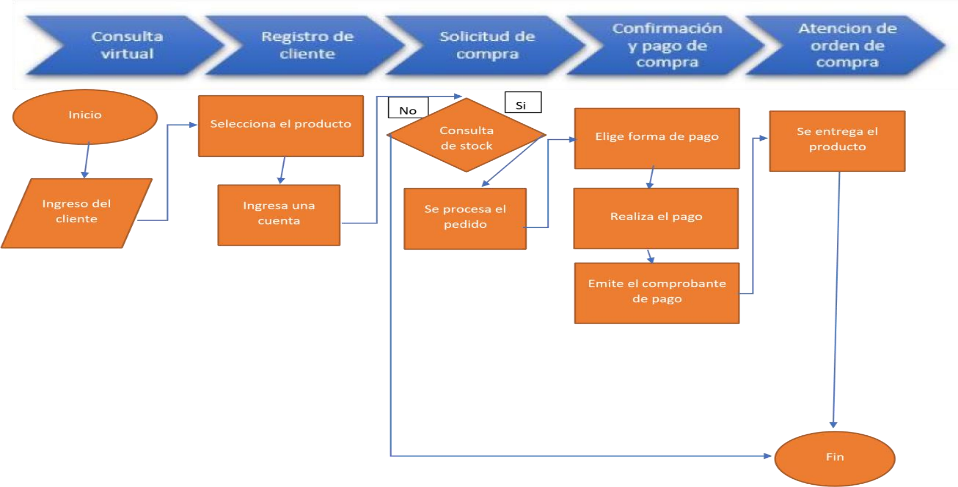 Consulta
virtual
Registro de
cliente
Solicitud de
compra
Confirmación
y pago de
compra
Atencion de
orden de
compra
Inicio
Ingreso del
cliente
Selecciona el producto
Ingresa una
cuenta
No
Si
Consulta
de stock
Se procesa el
pedido
Elige forma de pago
Realiza el pago
Emite el comprobante
de pago
Se entrega el
producto
Fin